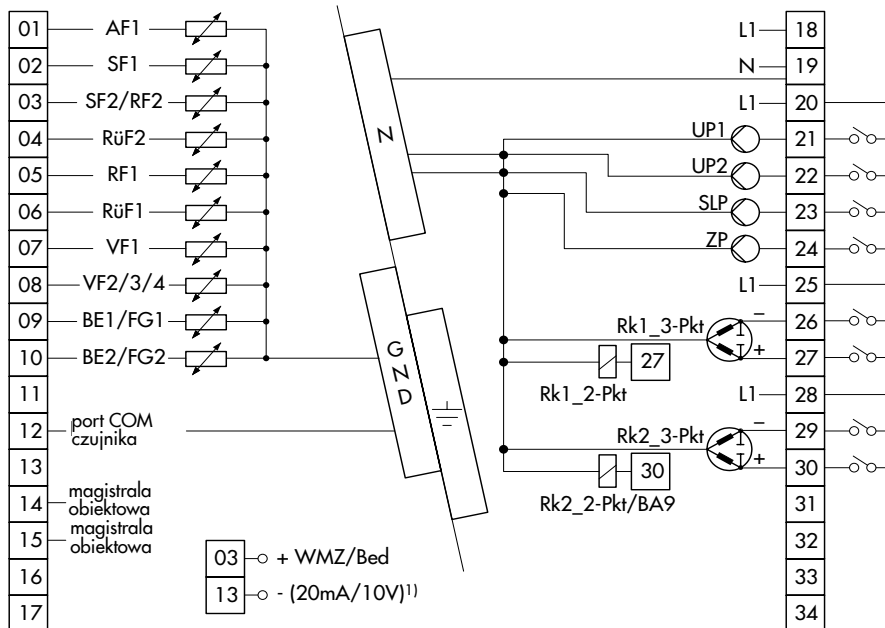 01 AF1
02 SF1
03 SF2/RF2
04 RüF2
05 RF1
06 RüF1
07 VF1
08 VF2/3/4
09 BE1/FG1
10 BE2/FG2
11
12 port COM
czujnika
13
14 magistrala
obiektowa
15 magistrala
obiektowa
16
17
03 + WMZ/Bed
13 - (20mA/10V)¹⁾
N
GND
L1 18
N 19
L1 20
UP1 21
UP2 22
SLP 23
ZP 24
L1 25
Rk1_3-Pkt − 26
+ 27
27
Rk1_2-Pkt
L1 28
Rk2_3-Pkt − 29
+ 30
30
Rk2_2-Pkt/BA9
31
32
33
34